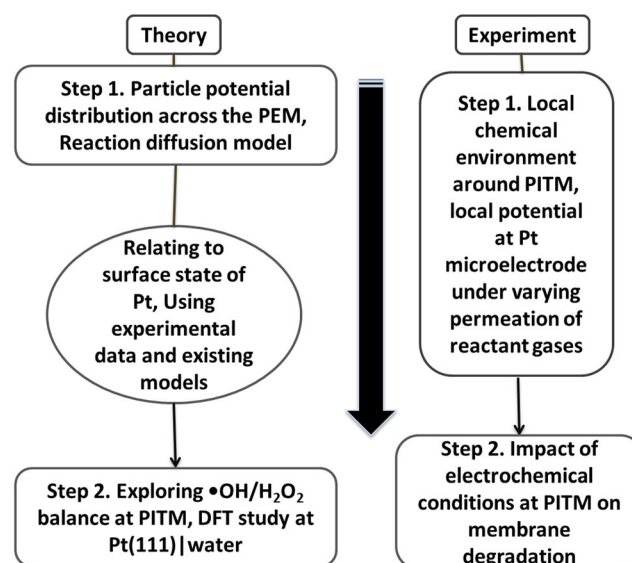 Theory
Step 1. Particle potential
distribution across the PEM,
Reaction diffusion model
Relating to
surface state of
Pt, Using
experimental
data and existing
models
Step 2. Exploring •OH/H₂O₂
balance at PITM, DFT study at
Pt(111)|water
Experiment
Step 1. Local
chemical
environment
around PITM,
local potential
at Pt
microelectrode
under varying
permeation of
reactant gases
Step 2. Impact of
electrochemical
conditions at PITM on
membrane
degradation